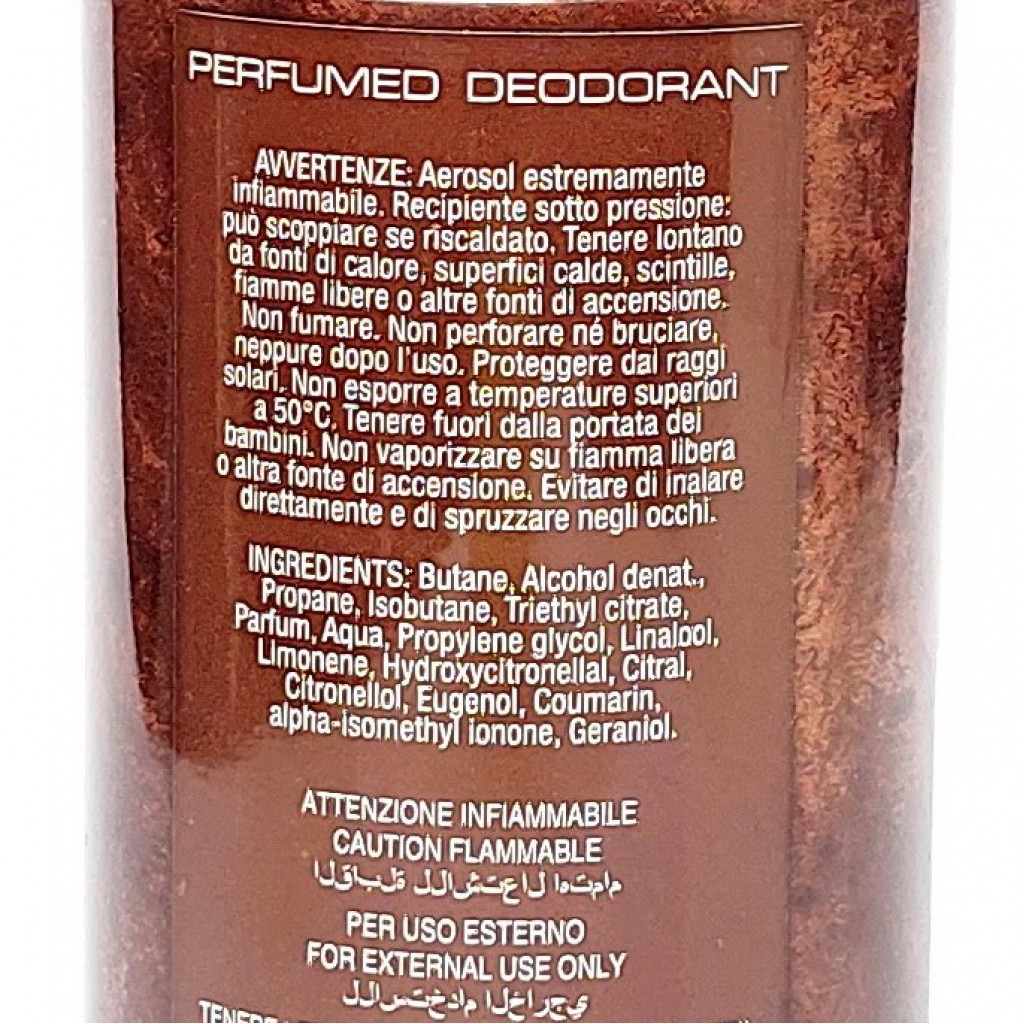 PERFUMED DEODORANT
AVVERTENZE: Aerosol estremamente
infiammabile. Recipiente sotto pressione:
può scoppiare se riscaldato. Tenere lontano
da fonti di calore, superfici calde, scintille,
fiamme libere o altre fonti di accensione.
Non fumare. Non perforare né bruciare,
neppure dopo l'uso. Proteggere dai raggi
solari. Non esporre a temperature superiori
a 50°C. Tenere fuori dalla portata dei
bambini. Non vaporizzare su fiamma libera
o altra fonte di accensione. Evitare di inalare
direttamente e di spruzzare negli occhi.
INGREDIENTS: Butane, Alcohol denat.,
Propane, Isobutane, Triethyl citrate,
Parfum, Aqua, Propylene glycol, Linalool,
Limonene, Hydroxycitronellal, Citral,
Citronellol, Eugenol, Coumarin,
alpha-isomethyl ionone, Geraniol.
ATTENZIONE INFIAMMABILE
CAUTION FLAMMABLE
القابلة للاشتعال اهتمام
PER USO ESTERNO
FOR EXTERNAL USE ONLY
للاستخدام الخارجي